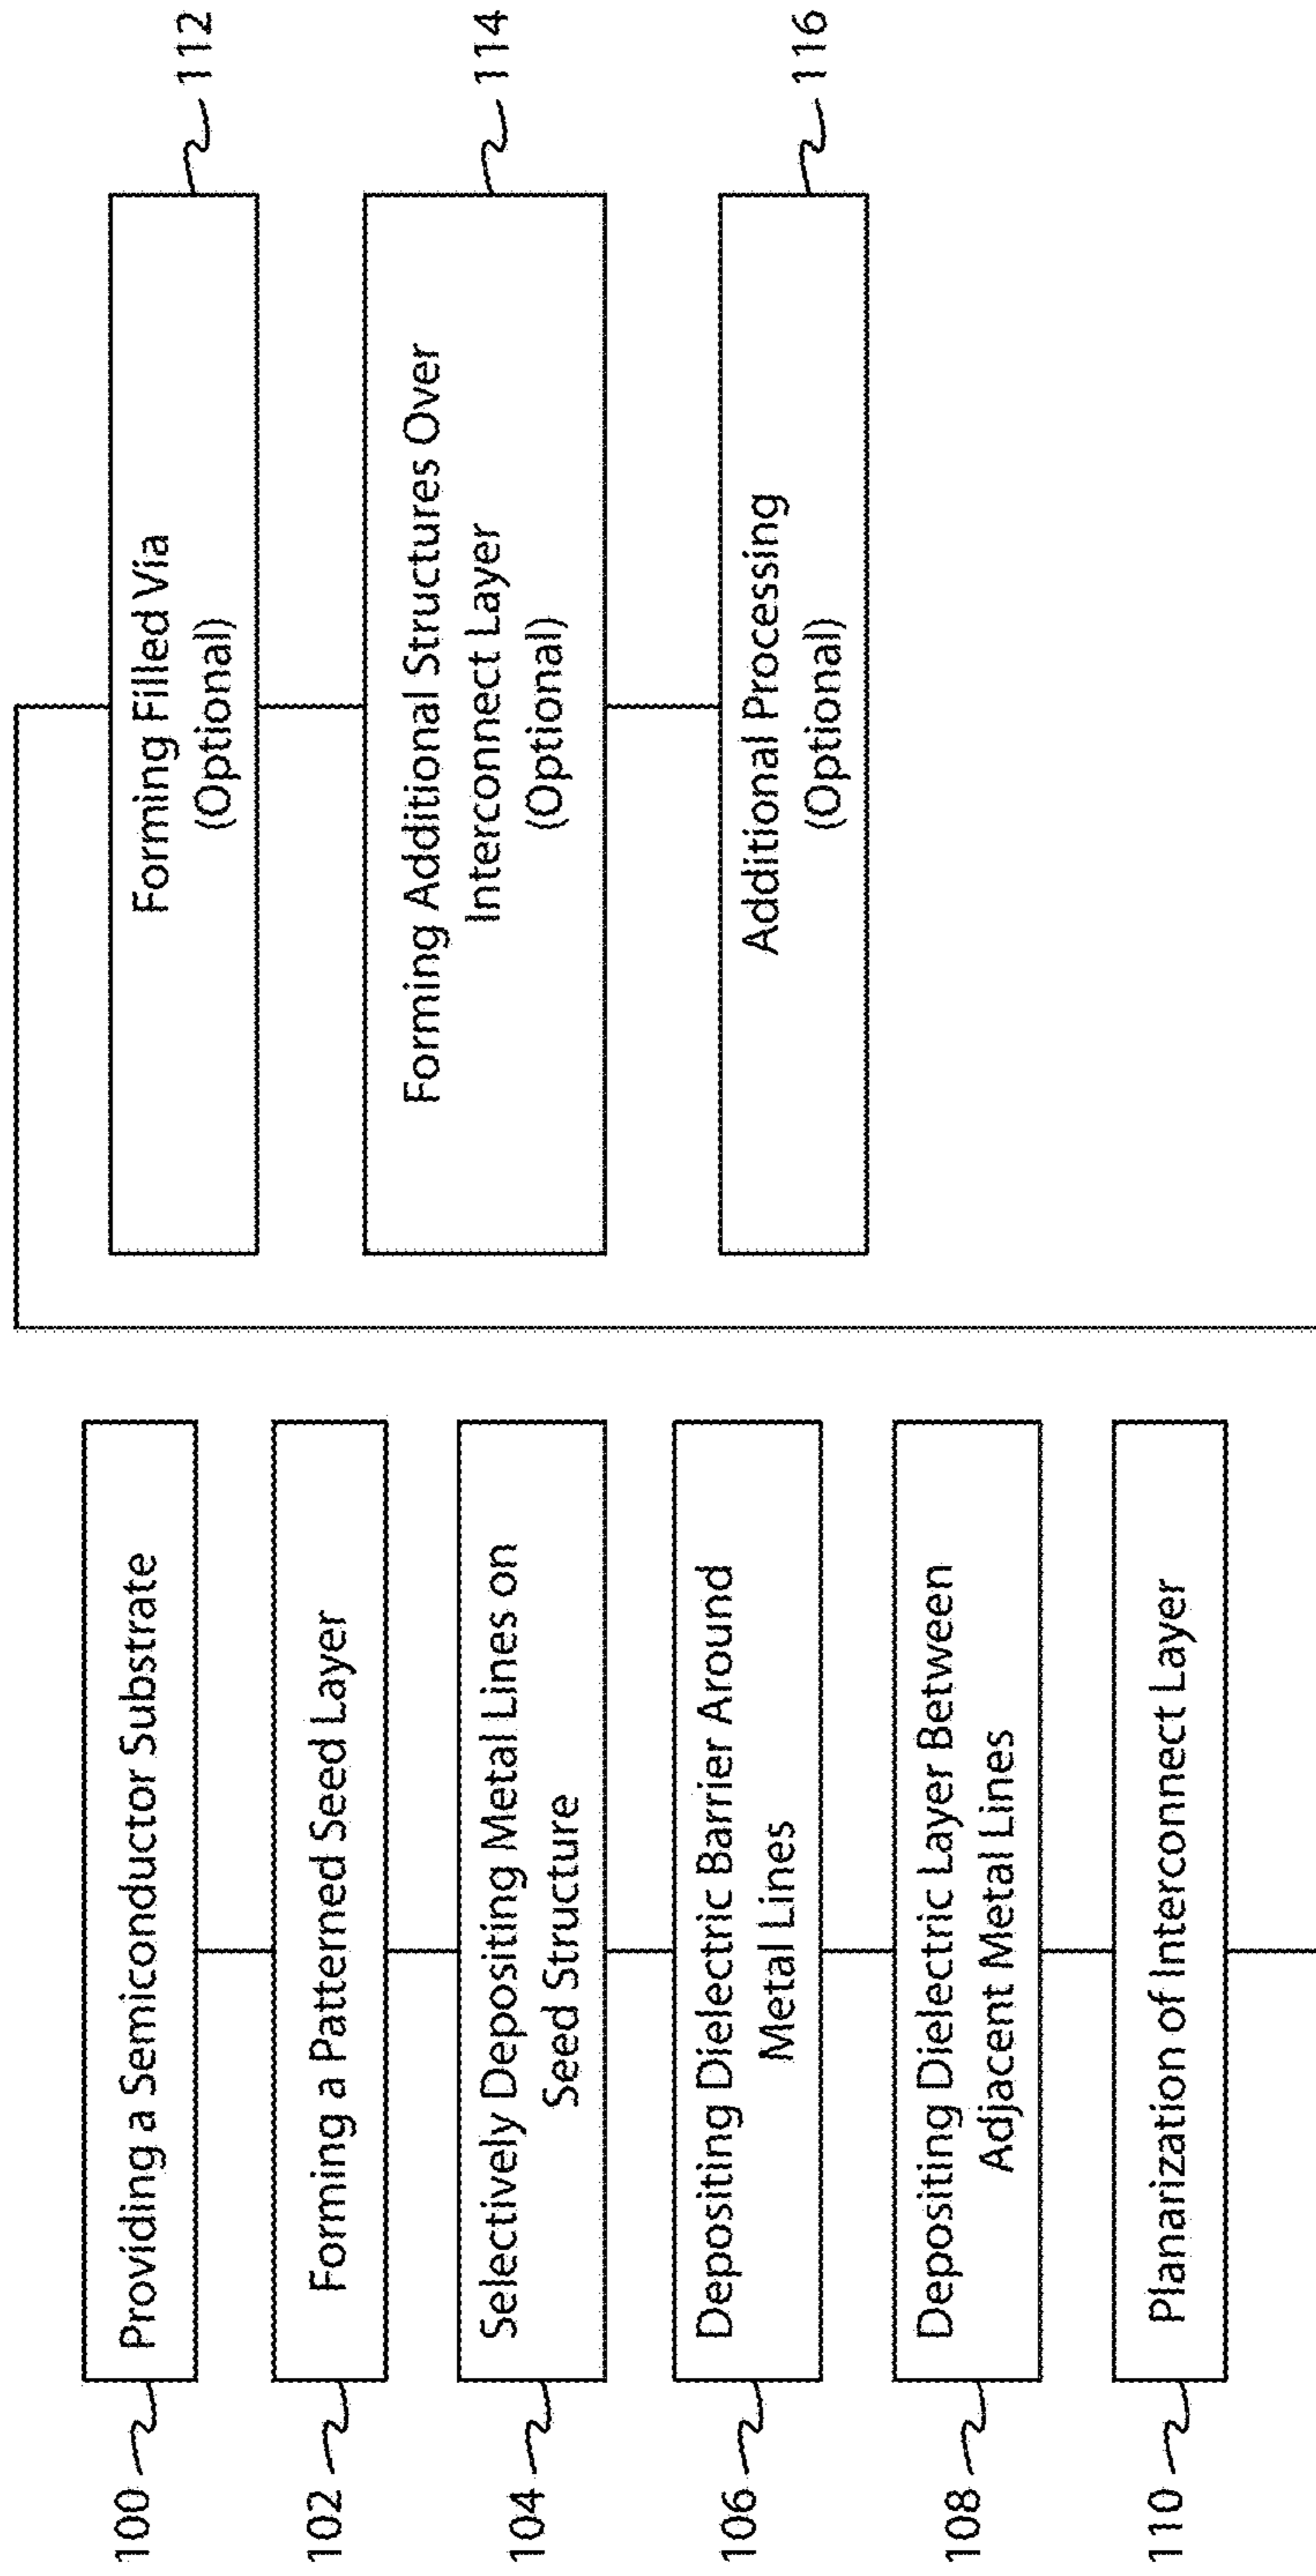 100
Providing a Semiconductor Substrate
102
Forming a Patterned Seed Layer
104
Selectively Depositing Metal Lines on
Seed Structure
106
Depositing Dielectric Barrier Around
Metal Lines
108
Depositing Dielectric Layer Between
Adjacent Metal Lines
110
Planarization of Interconnect Layer
Forming Filled Via
(Optional)
112
Forming Additional Structures Over
Interconnect Layer
(Optional)
114
Additional Processing
(Optional)
116